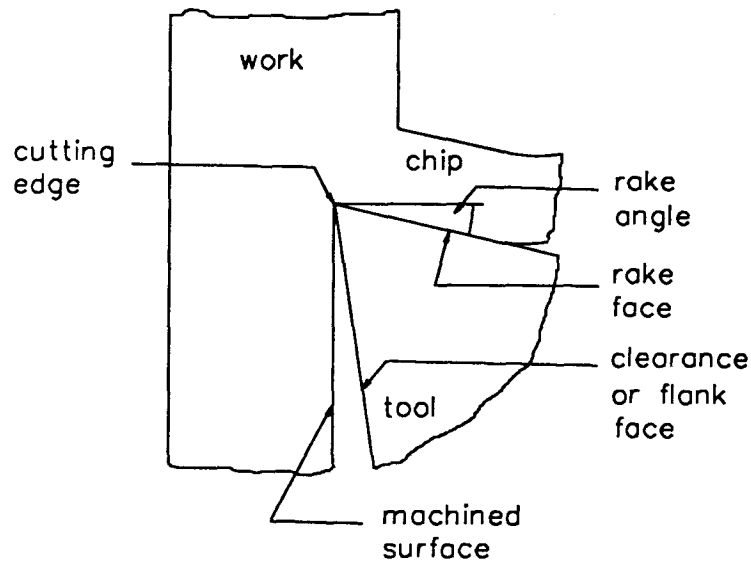 work
cutting
edge
chip
rake
angle
rake
face
clearance
or flank
face
tool
machined
surface